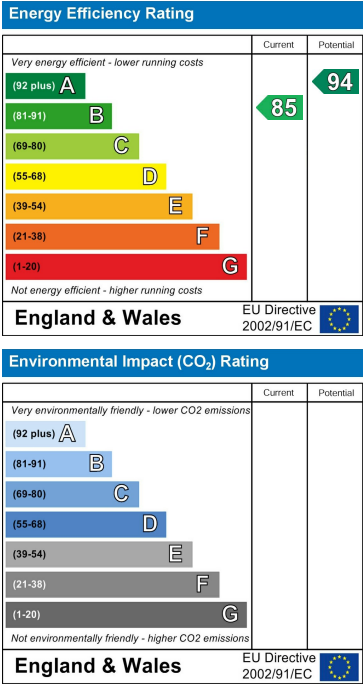 Energy Efficiency Rating
Current Potential
Very energy efficient - lower running costs
(92 plus) A
(81-91) B
(69-80) C
(55-68) D
(39-54) E
(21-38) F
(1-20) G
85
94
Not energy efficient - higher running costs
England & Wales
EU Directive
2002/91/EC
Environmental Impact (CO₂) Rating
Current Potential
Very environmentally friendly - lower CO2 emissions
(92 plus) A
(81-91) B
(69-80) C
(55-68) D
(39-54) E
(21-38) F
(1-20) G
Not environmentally friendly - higher CO2 emissions
England & Wales
EU Directive
2002/91/EC